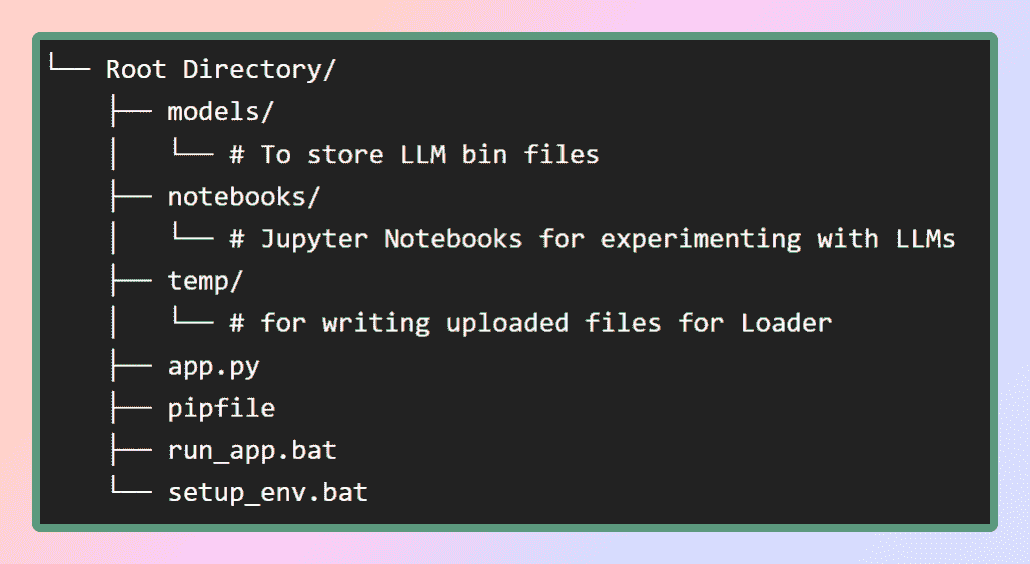 └── Root Directory/
    ├── models/
    │   └── # To store LLM bin files
    ├── notebooks/
    │   └── # Jupyter Notebooks for experimenting with LLMs
    ├── temp/
    │   └── # for writing uploaded files for Loader
    ├── app.py
    ├── pipfile
    ├── run_app.bat
    └── setup_env.bat